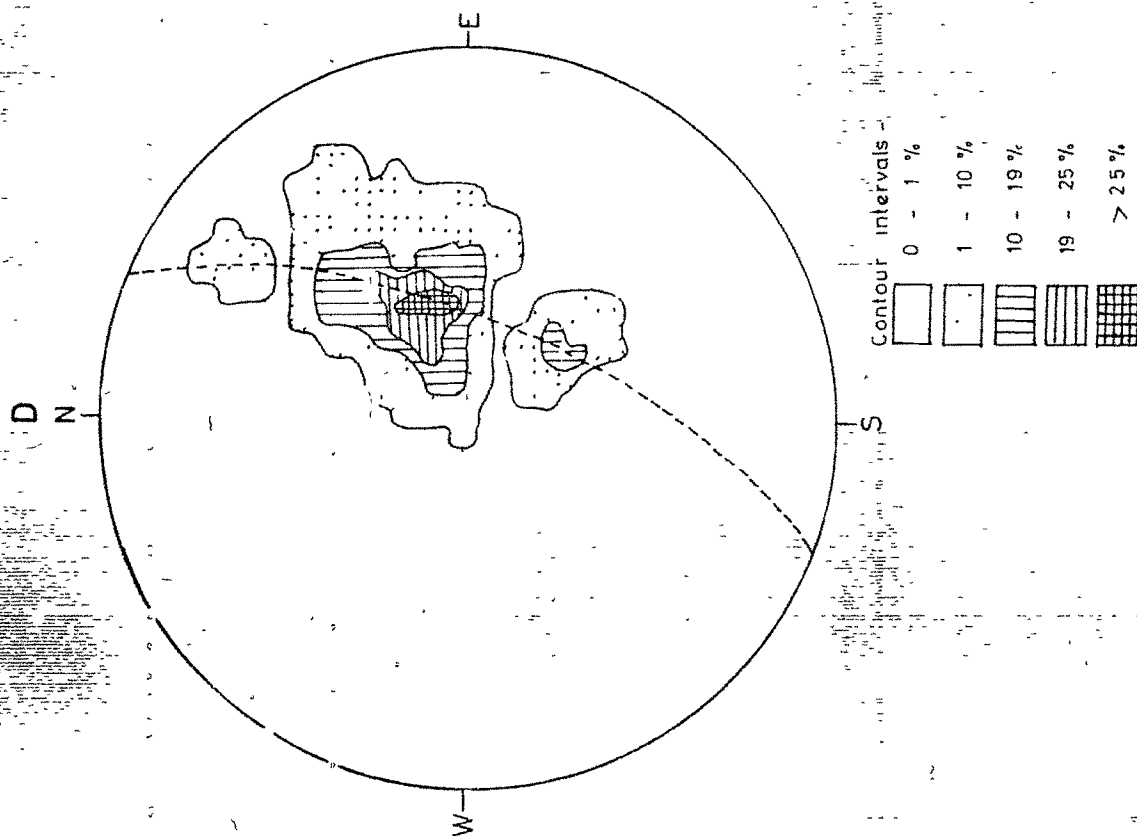 D
N
E
W
S
Contour intervals -
0 - 1 %
1 - 10 %
10 - 19 %
19 - 25 %
> 25 %